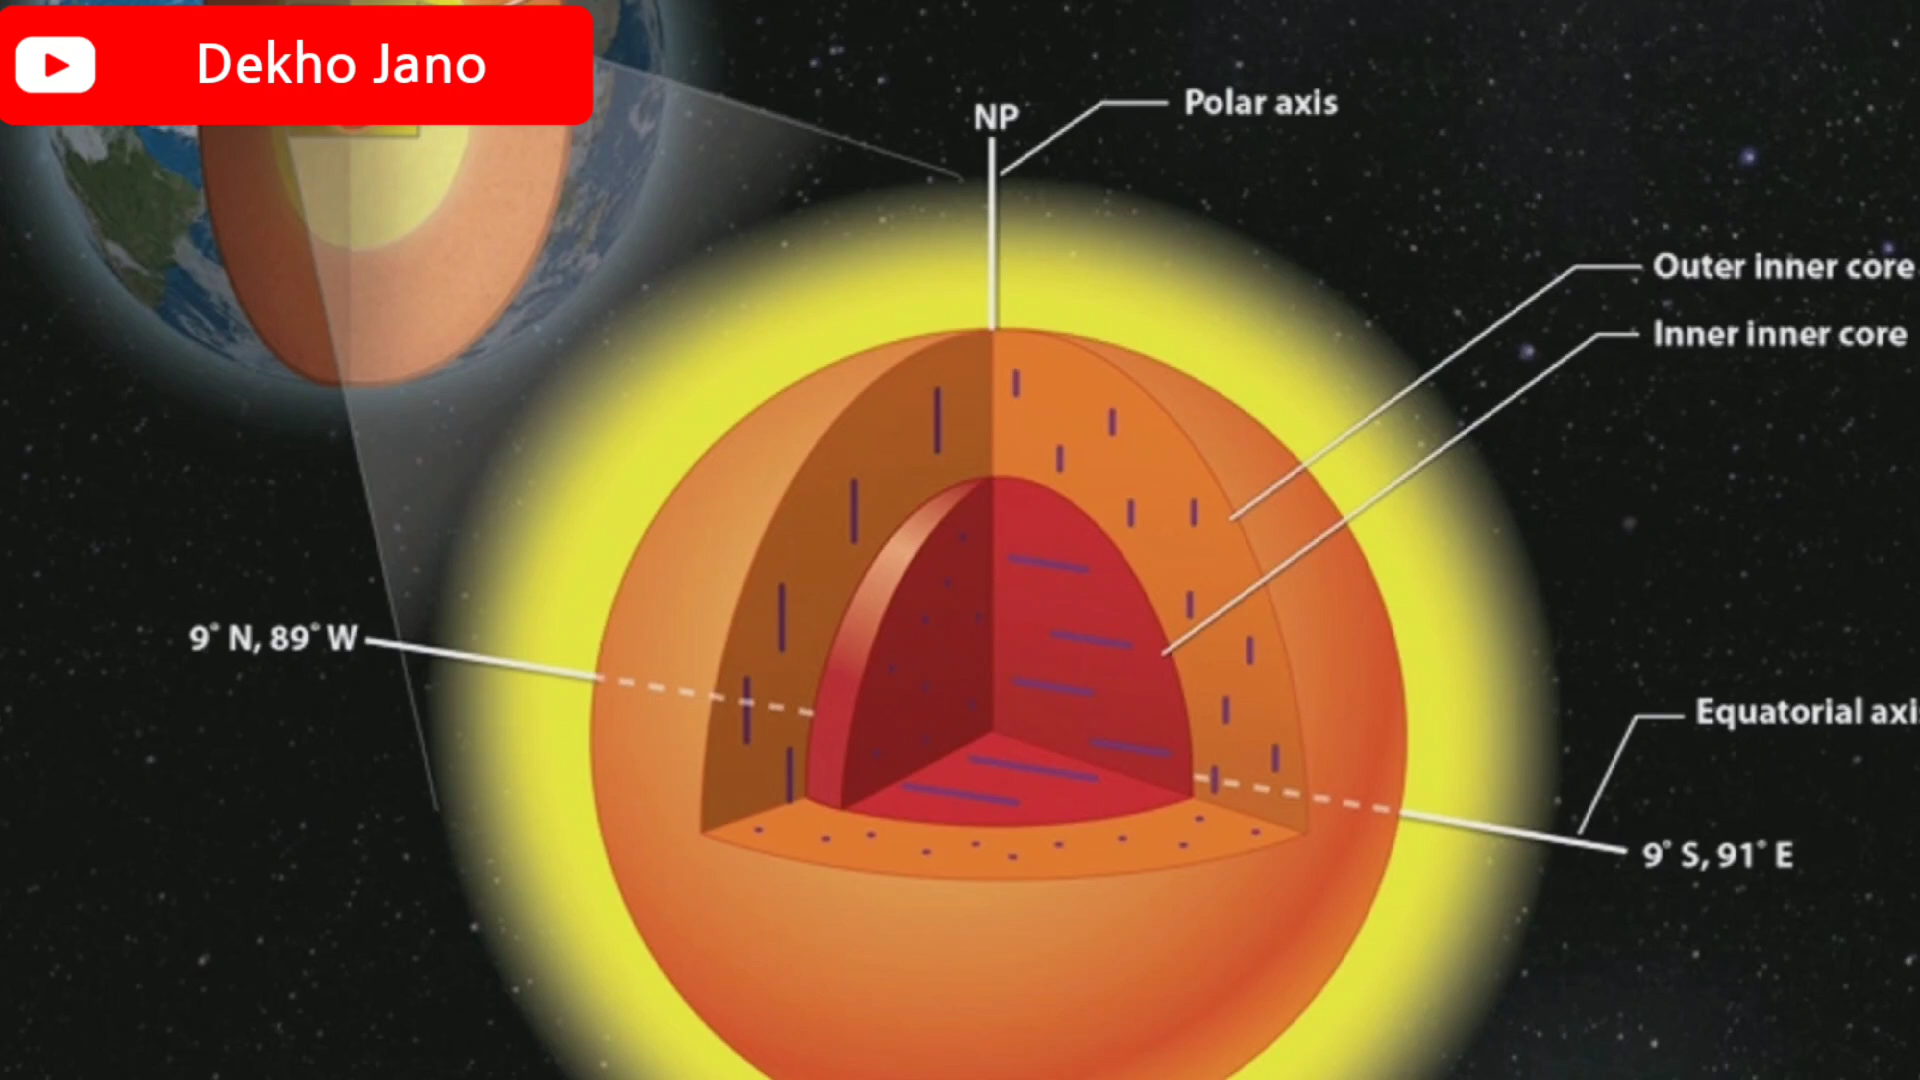 Dekho Jano
NP
Polar axis
Outer inner core
Inner inner core
9° N, 89° W
Equatorial axi
9° S, 91° E